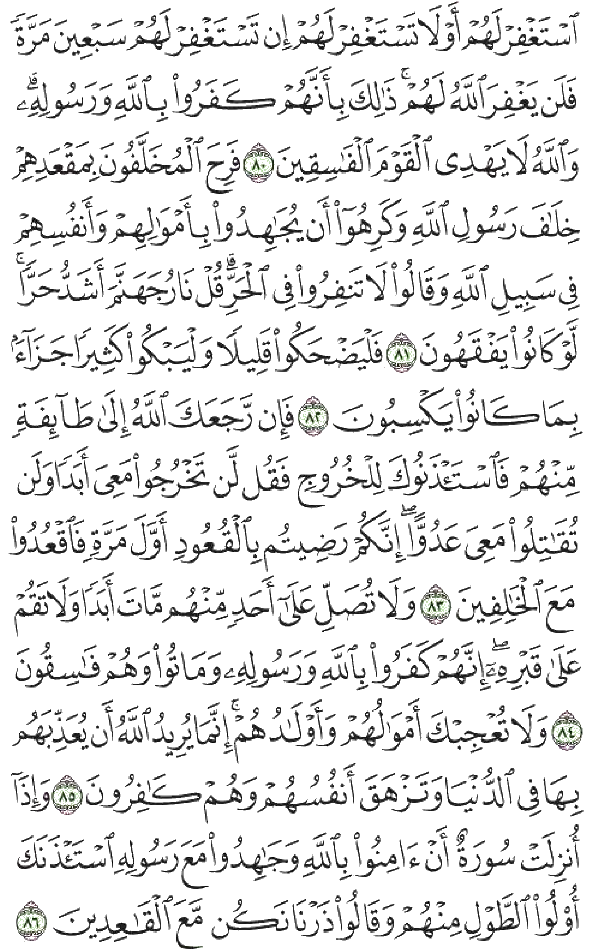 ٱسۡتَغۡفِرۡ لَهُمۡ أَوۡ لَا تَسۡتَغۡفِرۡ لَهُمۡ إِن تَسۡتَغۡفِرۡ لَهُمۡ سَبۡعِينَ مَرَّةٗ
فَلَن يَغۡفِرَ ٱللَّهُ لَهُمۡۚ ذَٰلِكَ بِأَنَّهُمۡ كَفَرُواْ بِٱللَّهِ وَرَسُولِهِۦۗ
وَٱللَّهُ لَا يَهۡدِي ٱلۡقَوۡمَ ٱلۡفَٰسِقِينَ ٨٠ فَرِحَ ٱلۡمُخَلَّفُونَ بِمَقۡعَدِهِمۡ
خِلَٰفَ رَسُولِ ٱللَّهِ وَكَرِهُوٓاْ أَن يُجَٰهِدُواْ بِأَمۡوَٰلِهِمۡ وَأَنفُسِهِمۡ
فِي سَبِيلِ ٱللَّهِ وَقَالُواْ لَا تَنفِرُواْ فِي ٱلۡحَرِّۗ قُلۡ نَارُ جَهَنَّمَ أَشَدُّ حَرّٗاۚ
لَّوۡ كَانُواْ يَفۡقَهُونَ ٨١ فَلۡيَضۡحَكُواْ قَلِيلٗا وَلۡيَبۡكُواْ كَثِيرٗا جَزَآءَۢ
بِمَا كَانُواْ يَكۡسِبُونَ ٨٢ فَإِن رَّجَعَكَ ٱللَّهُ إِلَىٰ طَآئِفَةٖ
مِّنۡهُمۡ فَٱسۡتَـٔۡذَنُوكَ لِلۡخُرُوجِ فَقُل لَّن تَخۡرُجُواْ مَعِيَ أَبَدٗا وَلَن
تُقَٰتِلُواْ مَعِيَ عَدُوًّاۖ إِنَّكُمۡ رَضِيتُم بِٱلۡقُعُودِ أَوَّلَ مَرَّةٖ فَٱقۡعُدُواْ
مَعَ ٱلۡخَٰلِفِينَ ٨٣ وَلَا تُصَلِّ عَلَىٰٓ أَحَدٖ مِّنۡهُم مَّاتَ أَبَدٗا وَلَا تَقُمۡ
عَلَىٰ قَبۡرِهِۦٓۖ إِنَّهُمۡ كَفَرُواْ بِٱللَّهِ وَرَسُولِهِۦ وَمَاتُواْ وَهُمۡ فَٰسِقُونَ
٨٤ وَلَا تُعۡجِبۡكَ أَمۡوَٰلُهُمۡ وَأَوۡلَٰدُهُمۡۚ إِنَّمَا يُرِيدُ ٱللَّهُ أَن يُعَذِّبَهُم
بِهَا فِي ٱلدُّنۡيَا وَتَزۡهَقَ أَنفُسُهُمۡ وَهُمۡ كَٰفِرُونَ ٨٥ وَإِذَآ
أُنزِلَتۡ سُورَةٌ أَنۡ ءَامِنُواْ بِٱللَّهِ وَجَٰهِدُواْ مَعَ رَسُولِهِ ٱسۡتَـٔۡذَنَكَ
أُوْلُواْ ٱلطَّوۡلِ مِنۡهُمۡ وَقَالُواْ ذَرۡنَا نَكُن مَّعَ ٱلۡقَٰعِدِينَ ٨٦